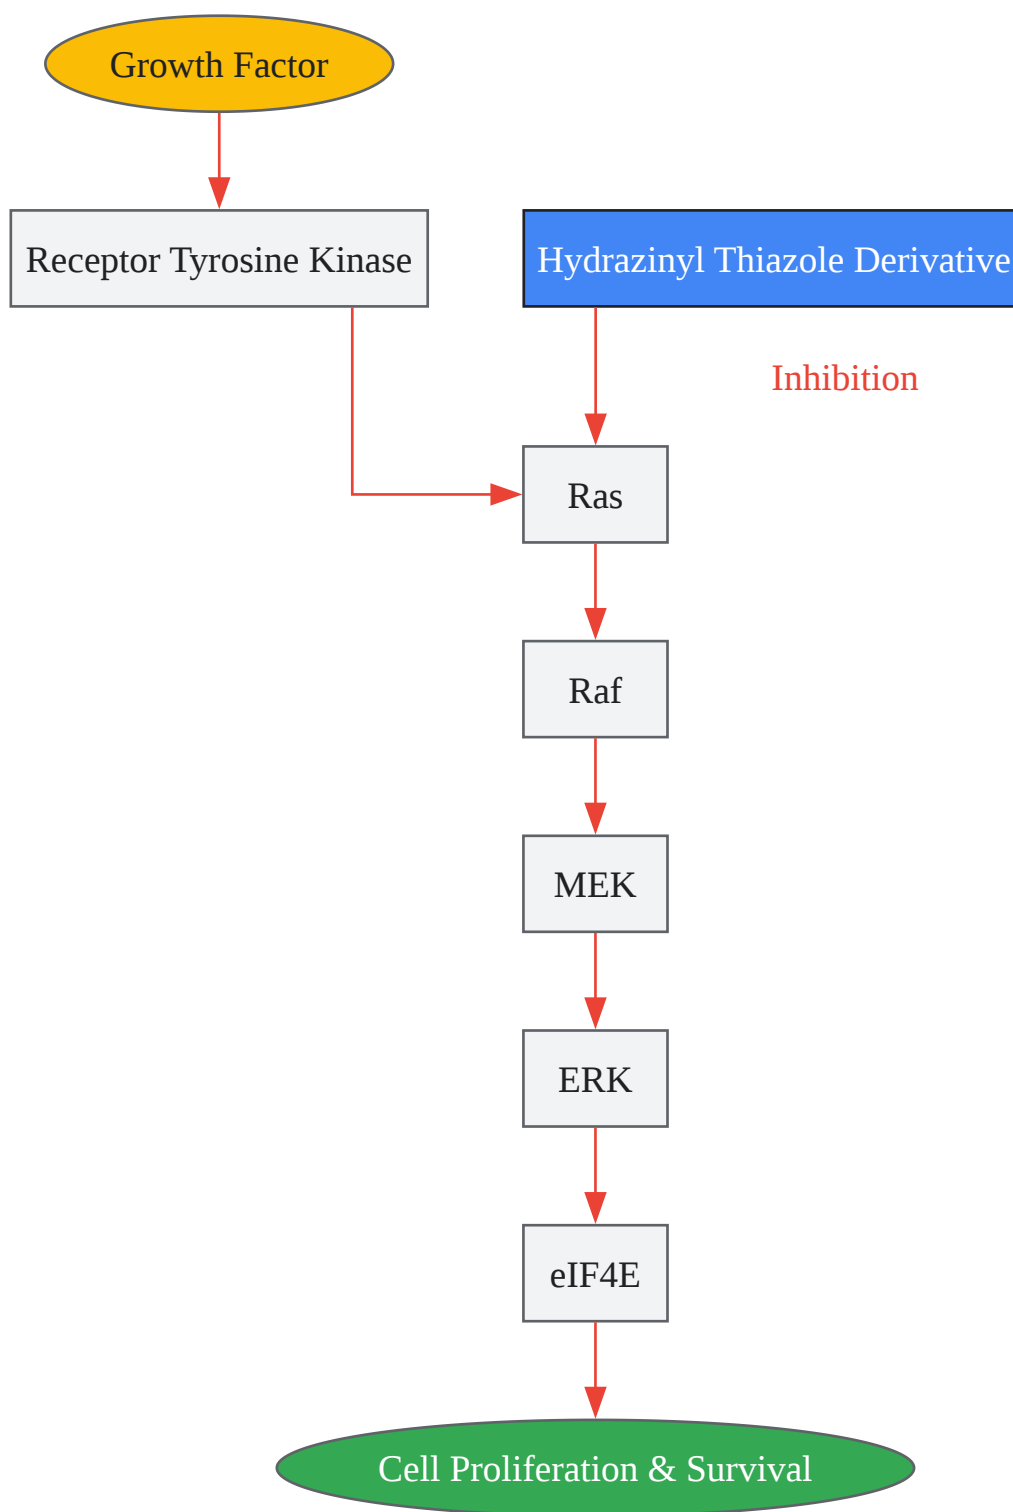 Growth Factor
Receptor Tyrosine Kinase
Hydrazinyl Thiazole Derivative
Inhibition
Ras
Raf
MEK
ERK
eIF4E
Cell Proliferation & Survival